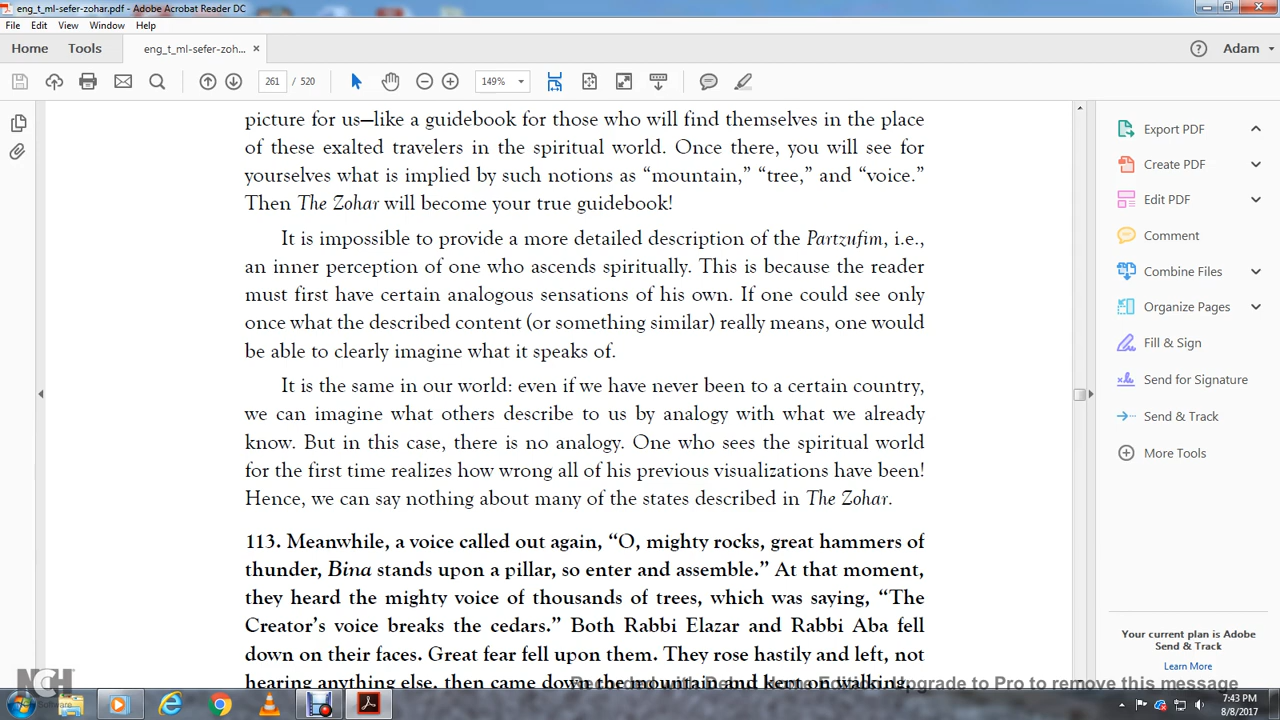 eng_t_ml-sefer-zohar.pdf - Adobe Acrobat Reader DC
File Edit View Window Help
Home Tools eng_t_ml-sefer-zoh... × Adam
261 / 520 149%
picture for us—like a guidebook for those who will find themselves in the place
of these exalted travelers in the spiritual world. Once there, you will see for
yourselves what is implied by such notions as “mountain,” “tree,” and “voice.”
Then The Zohar will become your true guidebook!
It is impossible to provide a more detailed description of the Partzufim, i.e.,
an inner perception of one who ascends spiritually. This is because the reader
must first have certain analogous sensations of his own. If one could see only
once what the described content (or something similar) really means, one would
be able to clearly imagine what it speaks of.
It is the same in our world: even if we have never been to a certain country,
we can imagine what others describe to us by analogy with what we already
know. But in this case, there is no analogy. One who sees the spiritual world
for the first time realizes how wrong all of his previous visualizations have been!
Hence, we can say nothing about many of the states described in The Zohar.
113. Meanwhile, a voice called out again, “O, mighty rocks, great hammers of
thunder, Bina stands upon a pillar, so enter and assemble.” At that moment,
they heard the mighty voice of thousands of trees, which was saying, “The
Creator’s voice breaks the cedars.” Both Rabbi Elazar and Rabbi Aba fell
down on their faces. Great fear fell upon them. They rose hastily and left, not
hearing anything else, then came down the mountain and kept on walking.
Export PDF
Create PDF
Edit PDF
Comment
Combine Files
Organize Pages
Fill & Sign
Send for Signature
Send & Track
More Tools
Your current plan is Adobe
Send & Track
Learn More
NCH
Software
Upgrade to Pro to remove this message
7:43 PM
8/8/2017